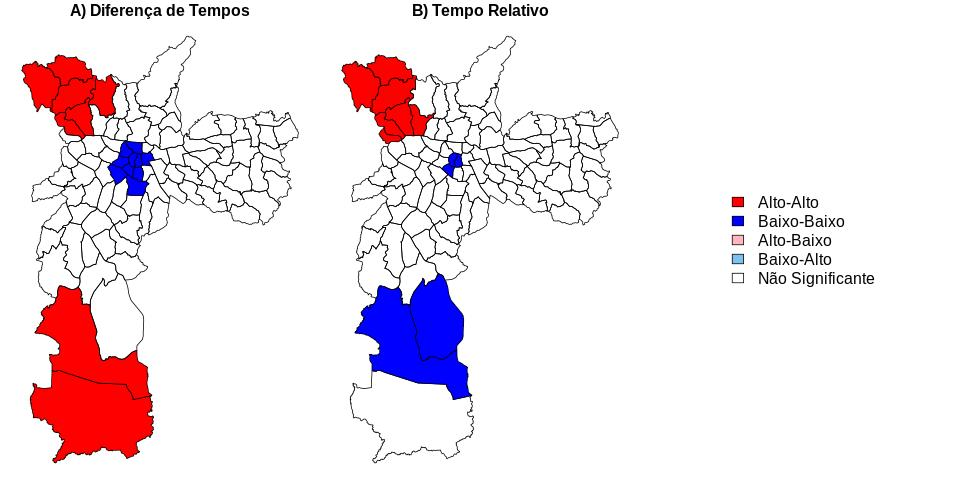 A) Diferença de Tempos
B) Tempo Relativo
Alto-Alto
Baixo-Baixo
Alto-Baixo
Baixo-Alto
Não Significante